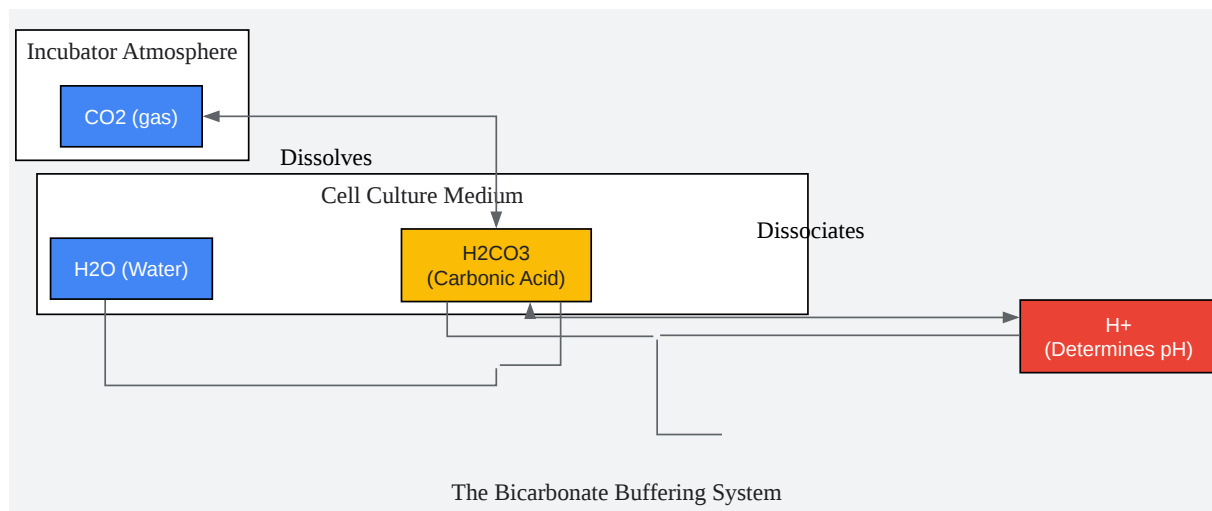 Incubator Atmosphere
CO2 (gas)
Dissolves
Cell Culture Medium
Dissociates
H2O (Water)
H2CO3
(Carbonic Acid)
H+
(Determines pH)
The Bicarbonate Buffering System